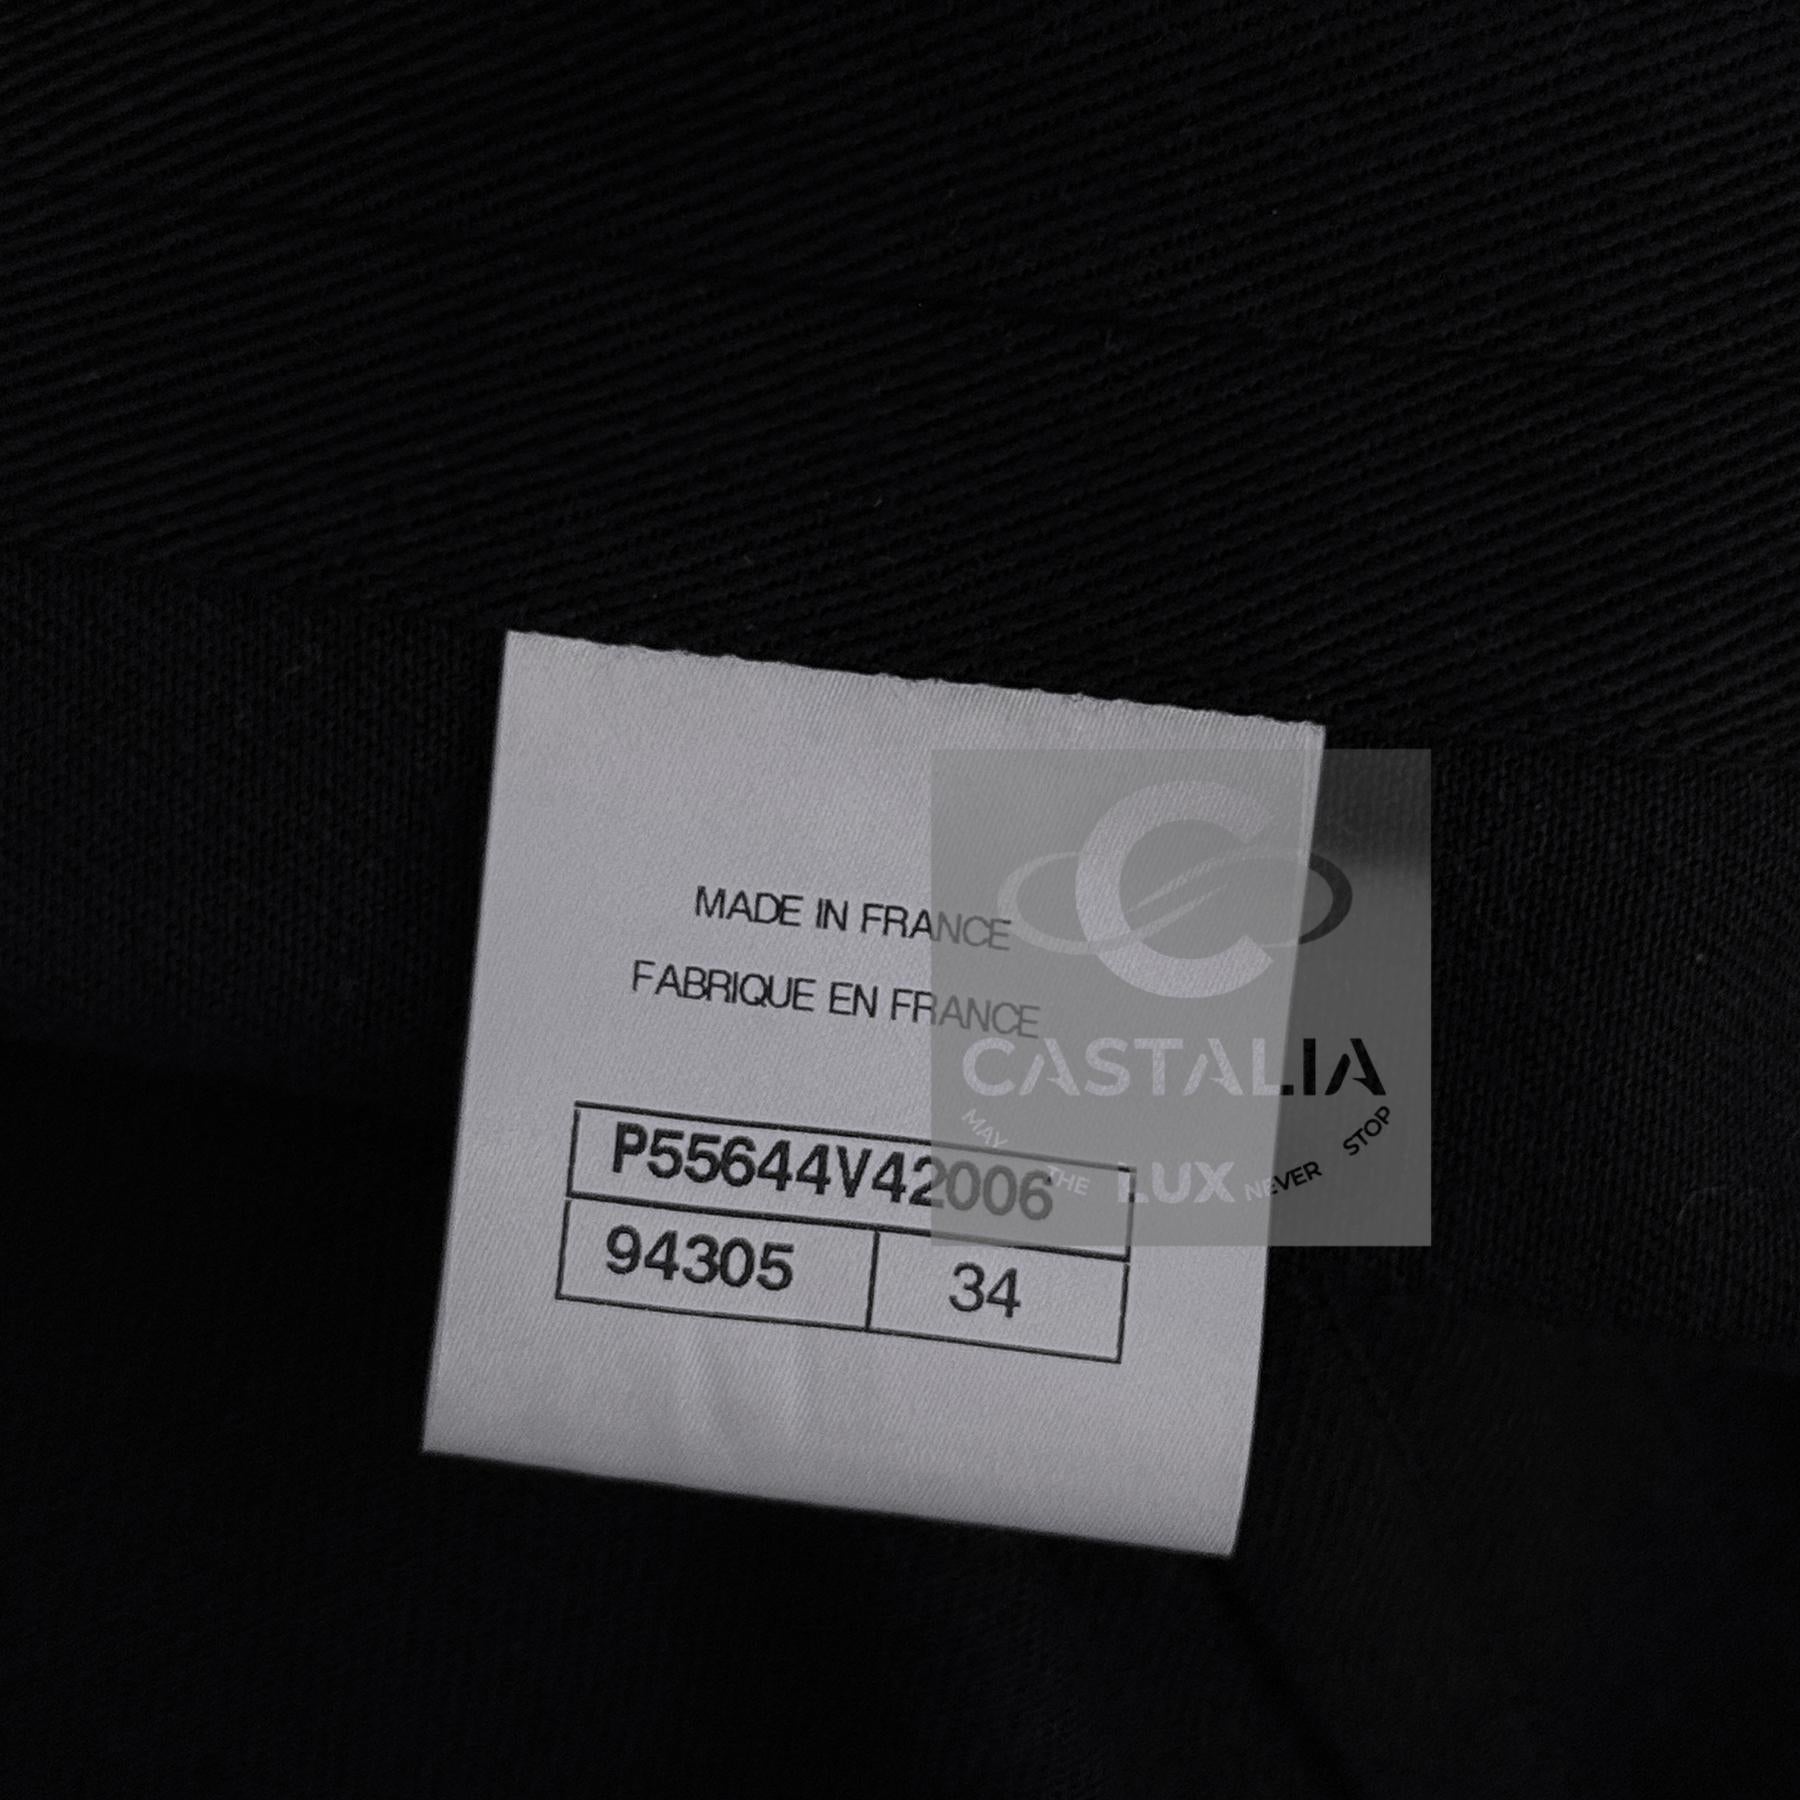 MADE IN FRANCE
FABRIQUE EN FRANCE
P55644V42006
94305 34
C
CASTALIA
MAY THE LUX NEVER STOP